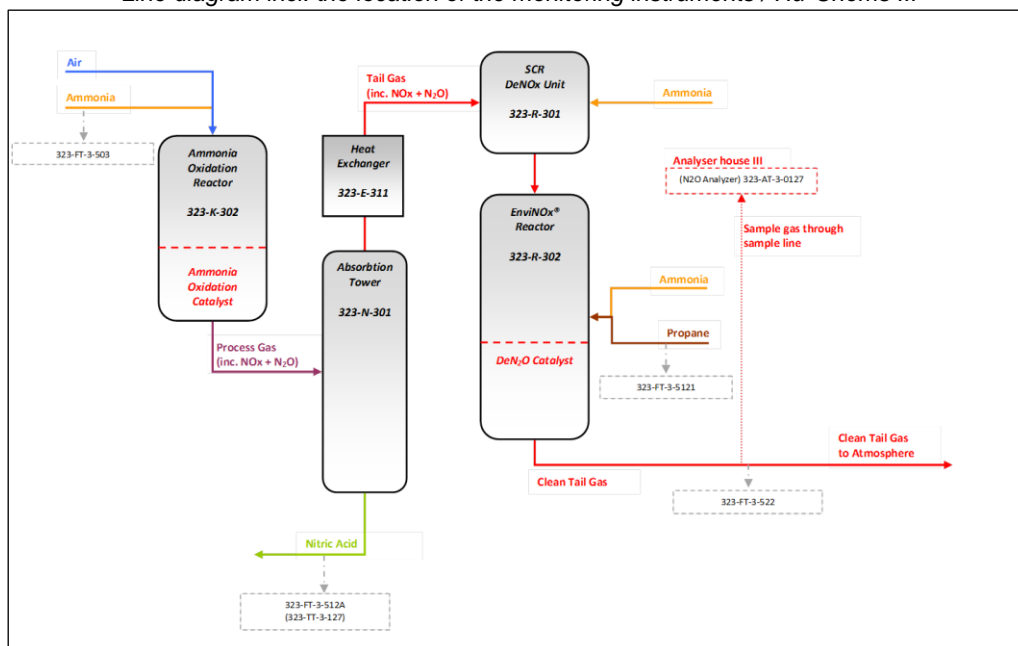 Air
Ammonia
323-FT-3-503
Ammonia
Oxidation
Reactor
323-K-302
Ammonia
Oxidation
Catalyst
Process Gas
(inc. NOx + N₂O)
Tail Gas
(inc. NOx + N₂O)
Heat
Exchanger
323-E-311
Absorbtion
Tower
323-N-301
Nitric Acid
323-FT-3-512A
(323-TT-3-127)
SCR
DeNOx Unit
323-R-301
Ammonia
EnviNOx®
Reactor
323-R-302
DeN₂O Catalyst
Ammonia
Propane
323-FT-3-5121
Analyser house III
(N2O Analyzer) 323-AT-3-0127
Sample gas through
sample line
Clean Tail Gas
Clean Tail Gas
to Atmosphere
323-FT-3-522